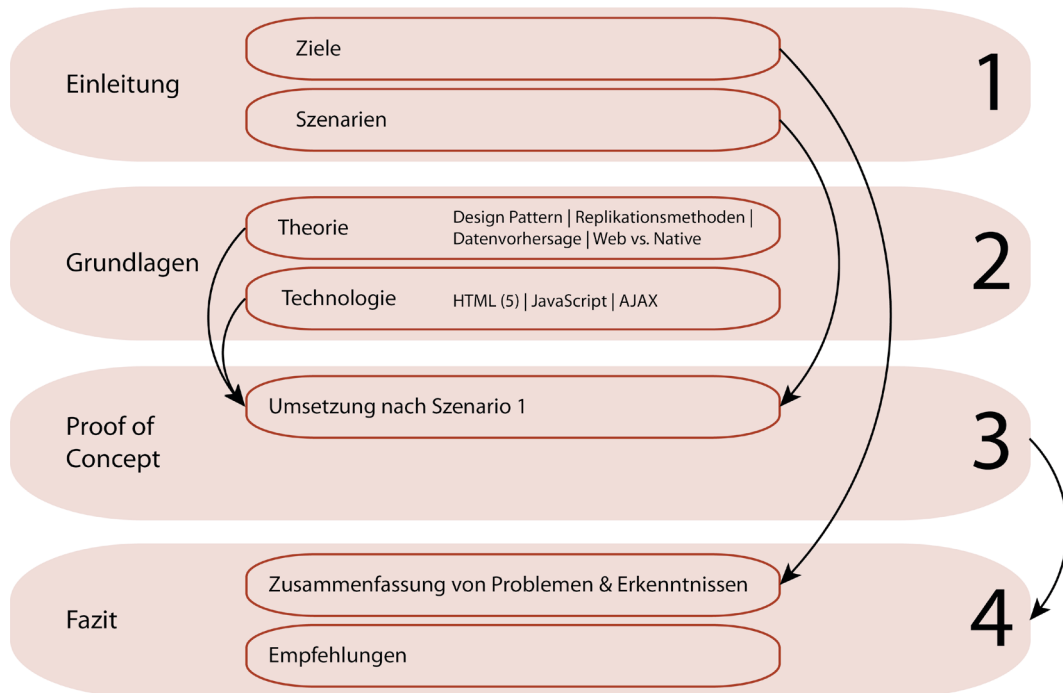 Einleitung
Ziele
Szenarien
1
Grundlagen
Theorie
Design Pattern | Replikationsmethoden |
Datenvorhersage | Web vs. Native
Technologie
HTML (5) | JavaScript | AJAX
2
Proof of
Concept
Umsetzung nach Szenario 1
3
Fazit
Zusammenfassung von Problemen & Erkenntnissen
Empfehlungen
4